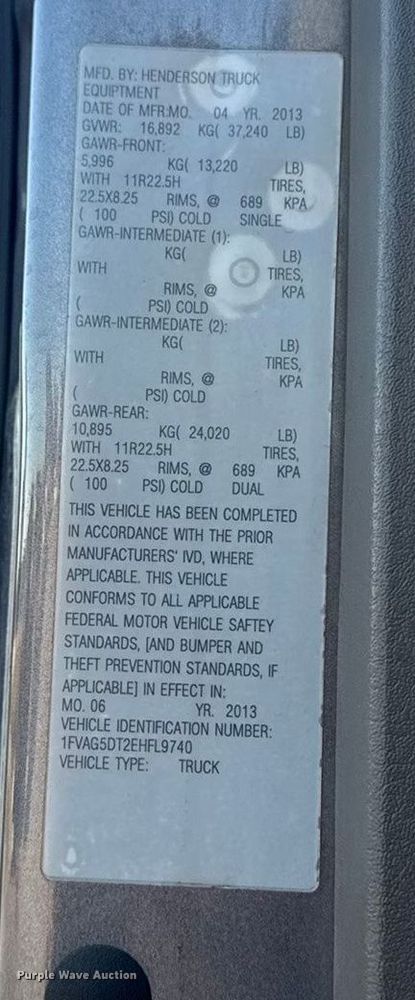 MFD. BY: HENDERSON TRUCK
EQUIPTMENT
DATE OF MFR:MO. 04 YR. 2013
GVWR: 16,892 KG( 37,240 LB)
GAWR-FRONT:
5,996 KG( 13,220 LB)
WITH 11R22.5H TIRES,
22.5X8.25 RIMS, @ 689 KPA
( 100 PSI) COLD SINGLE
GAWR-INTERMEDIATE (1):
KG( LB)
WITH TIRES,
RIMS, @ KPA
( PSI) COLD
GAWR-INTERMEDIATE (2):
KG( LB)
WITH TIRES,
RIMS, @ KPA
( PSI) COLD
GAWR-REAR:
10,895 KG( 24,020 LB)
WITH 11R22.5H TIRES,
22.5X8.25 RIMS, @ 689 KPA
( 100 PSI) COLD DUAL
THIS VEHICLE HAS BEEN COMPLETED
IN ACCORDANCE WITH THE PRIOR
MANUFACTURERS' IVD, WHERE
APPLICABLE. THIS VEHICLE
CONFORMS TO ALL APPLICABLE
FEDERAL MOTOR VEHICLE SAFTEY
STANDARDS, [AND BUMPER AND
THEFT PREVENTION STANDARDS, IF
APPLICABLE] IN EFFECT IN:
MO. 06 YR. 2013
VEHICLE IDENTIFICATION NUMBER:
1FVAG5DT2EHFL9740
VEHICLE TYPE: TRUCK
Purple Wave Auction